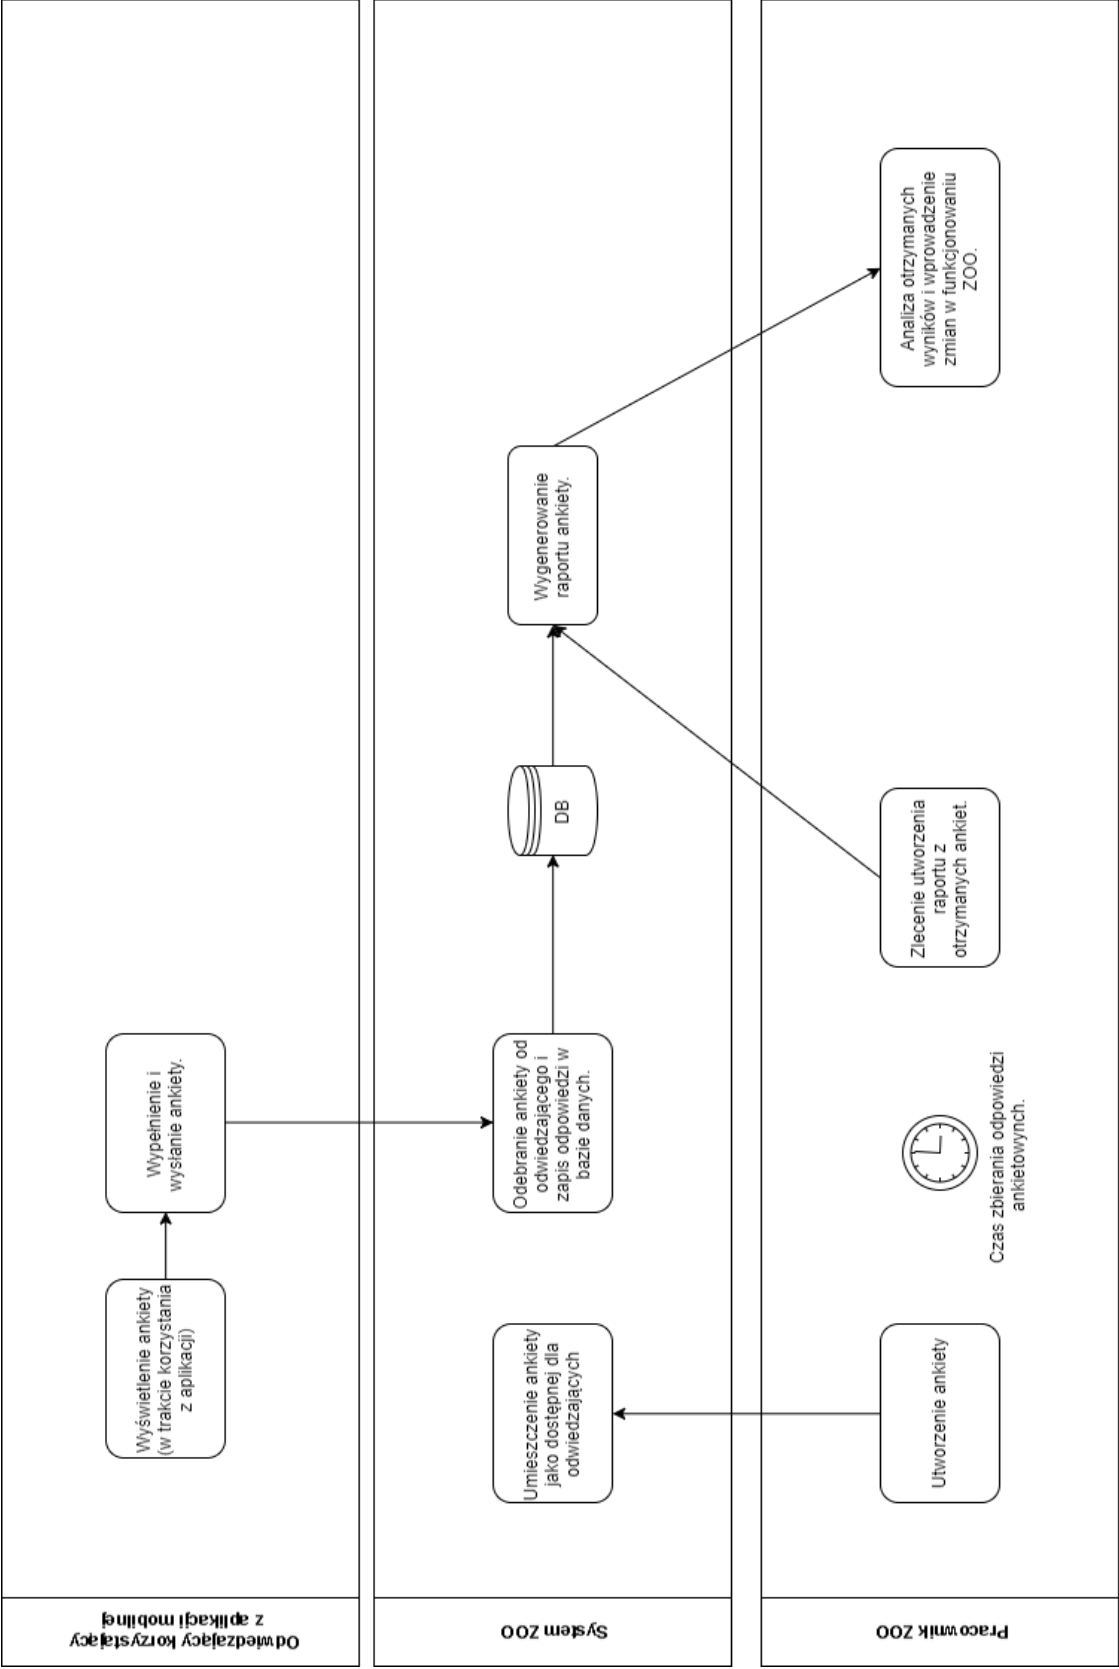 Odwiedzający korzystający
z aplikacji mobilnej
Wyświetlenie ankiety
(w trakcie korzystania
z aplikacji)
Wypełnienie i
wysłanie ankiety.
System ZOO
Umieszczenie ankiety
jako dostępnej dla
odwiedzających
Odebranie ankiety od
odwiedzającego i
zapis odpowiedzi w
bazie danych.
DB
Wygenerowanie
raportu ankiety.
Pracownik ZOO
Utworzenie ankiety
Czas zbierania odpowiedzi
ankietownych.
Zlecenie utworzenia
raportu z
otrzymanych ankiet.
Analiza otrzymanych
wyników i wprowadzenie
zmian w funkcjonowaniu
ZOO.